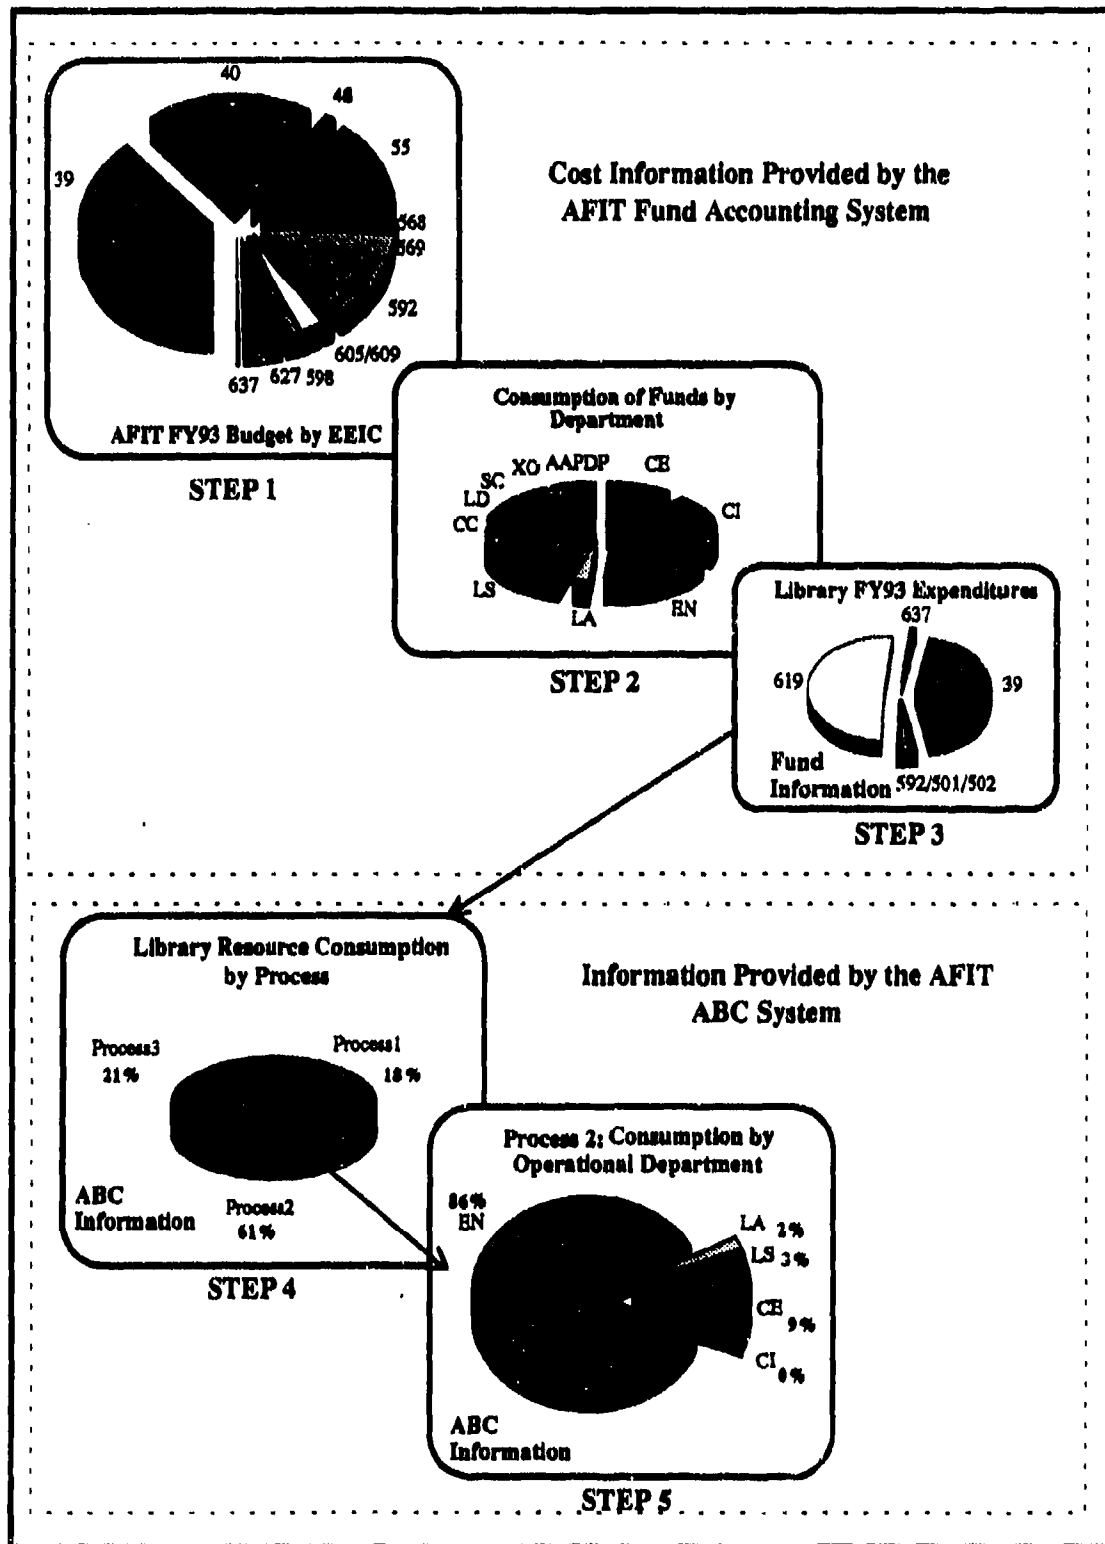 40
48
55
39
568
569
592
605/609
598
627
637
AFIT FY93 Budget by EEIC
STEP 1
Cost Information Provided by the
AFIT Fund Accounting System
Consumption of Funds by
Department
AAPDP
CE
XO
SC
LD
CC
CI
LS
LA
EN
STEP 2
Library FY93 Expenditures
637
619
39
Fund
Information
592/501/502
STEP 3
Library Resource Consumption
by Process
Process3
21%
Process1
18%
Process2
61%
ABC
Information
STEP 4
Information Provided by the AFIT
ABC System
Process 2: Consumption by
Operational Department
86%
EN
LA 2%
LS 3%
CE 9%
CI 0%
ABC
Information
STEP 5